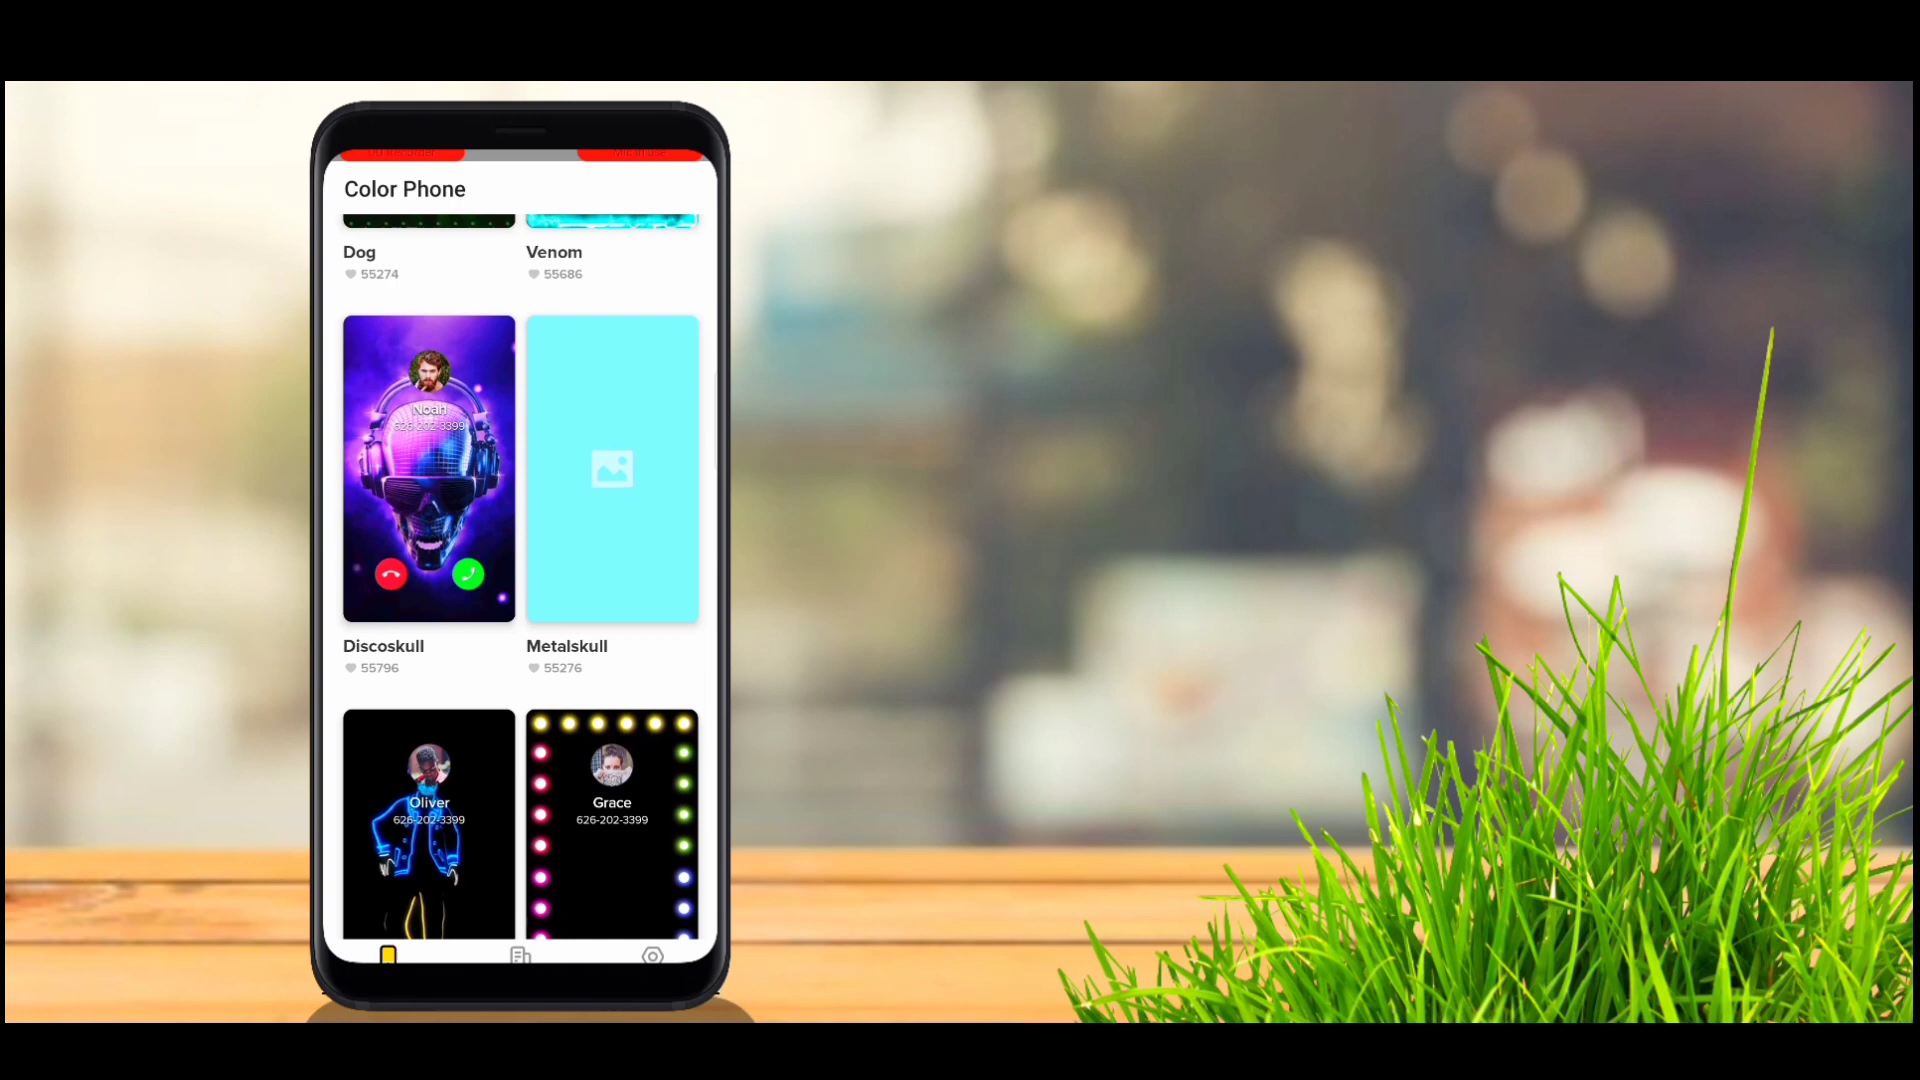 Color Phone
Dog
55274
Venom
55686
Noah
626-202-3399
Discoskull
55796
Metalskull
55276
Oliver
626-202-3399
Grace
626-202-3399